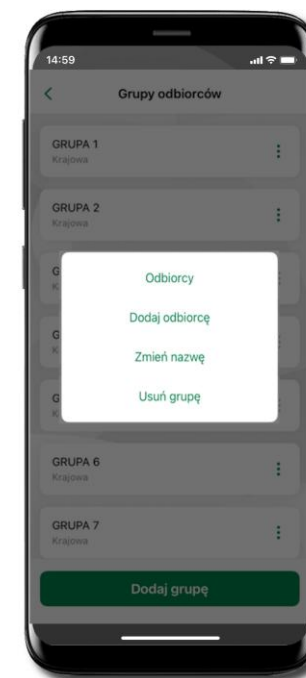 14:59
Grupy odbiorców
GRUPA 1
Krajowa
GRUPA 2
Krajowa
G
K
Odbiorcy
Dodaj odbiorcę
G
K
Zmień nazwę
Usuń grupę
G
K
GRUPA 6
Krajowa
GRUPA 7
Krajowa
Dodaj grupę